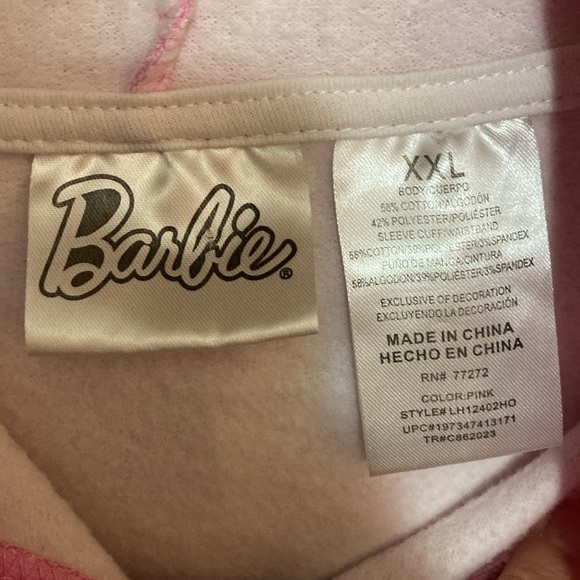 Barbie®
XXL
BODY/CUERPO
58% COTTON/ALGODÓN
42% POLYESTER/POLIÉSTER
SLEEVE CUFF/WAISTBAND
58%COTTON/39%POLYESTER/3%SPANDEX
PUÑO DE MANGA/CINTURA
58%ALGODON/39%POLIÉSTER/3%SPANDEX
EXCLUSIVE OF DECORATION
EXCLUYENDO LA DECORACIÓN
MADE IN CHINA
HECHO EN CHINA
RN# 77272
COLOR:PINK
STYLE# LH12402HO
UPC#197347413171
TR#C862023